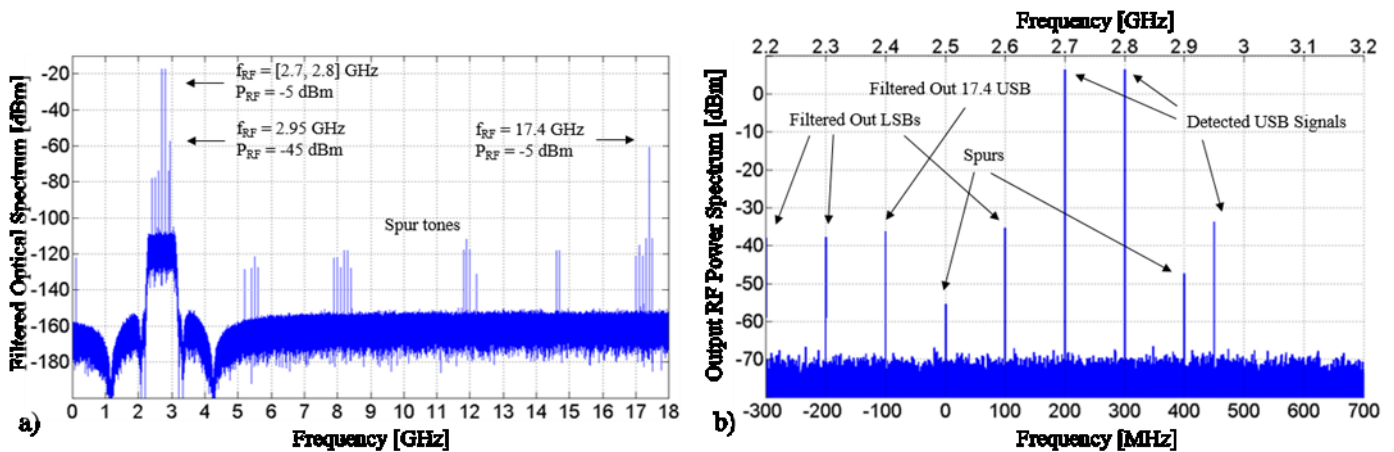 Filtered Optical Spectrum [dBm]
-20
-40
-60
-80
-100
-120
-140
-160
-180
f_RF = [2.7, 2.8] GHz
P_RF = -5 dBm
f_RF = 2.95 GHz
P_RF = -45 dBm
f_RF = 17.4 GHz
P_RF = -5 dBm
Spur tones
0 1 2 3 4 5 6 7 8 9 10 11 12 13 14 15 16 17 18
a)
Frequency [GHz]
Frequency [GHz]
2.2 2.3 2.4 2.5 2.6 2.7 2.8 2.9 3 3.1 3.2
Output RF Power Spectrum [dBm]
0
-10
-20
-30
-40
-50
-60
-70
Filtered Out 17.4 USB
Filtered Out LSBs
Detected USB Signals
Spurs
-300 -200 -100 0 100 200 300 400 500 600 700
b)
Frequency [MHz]